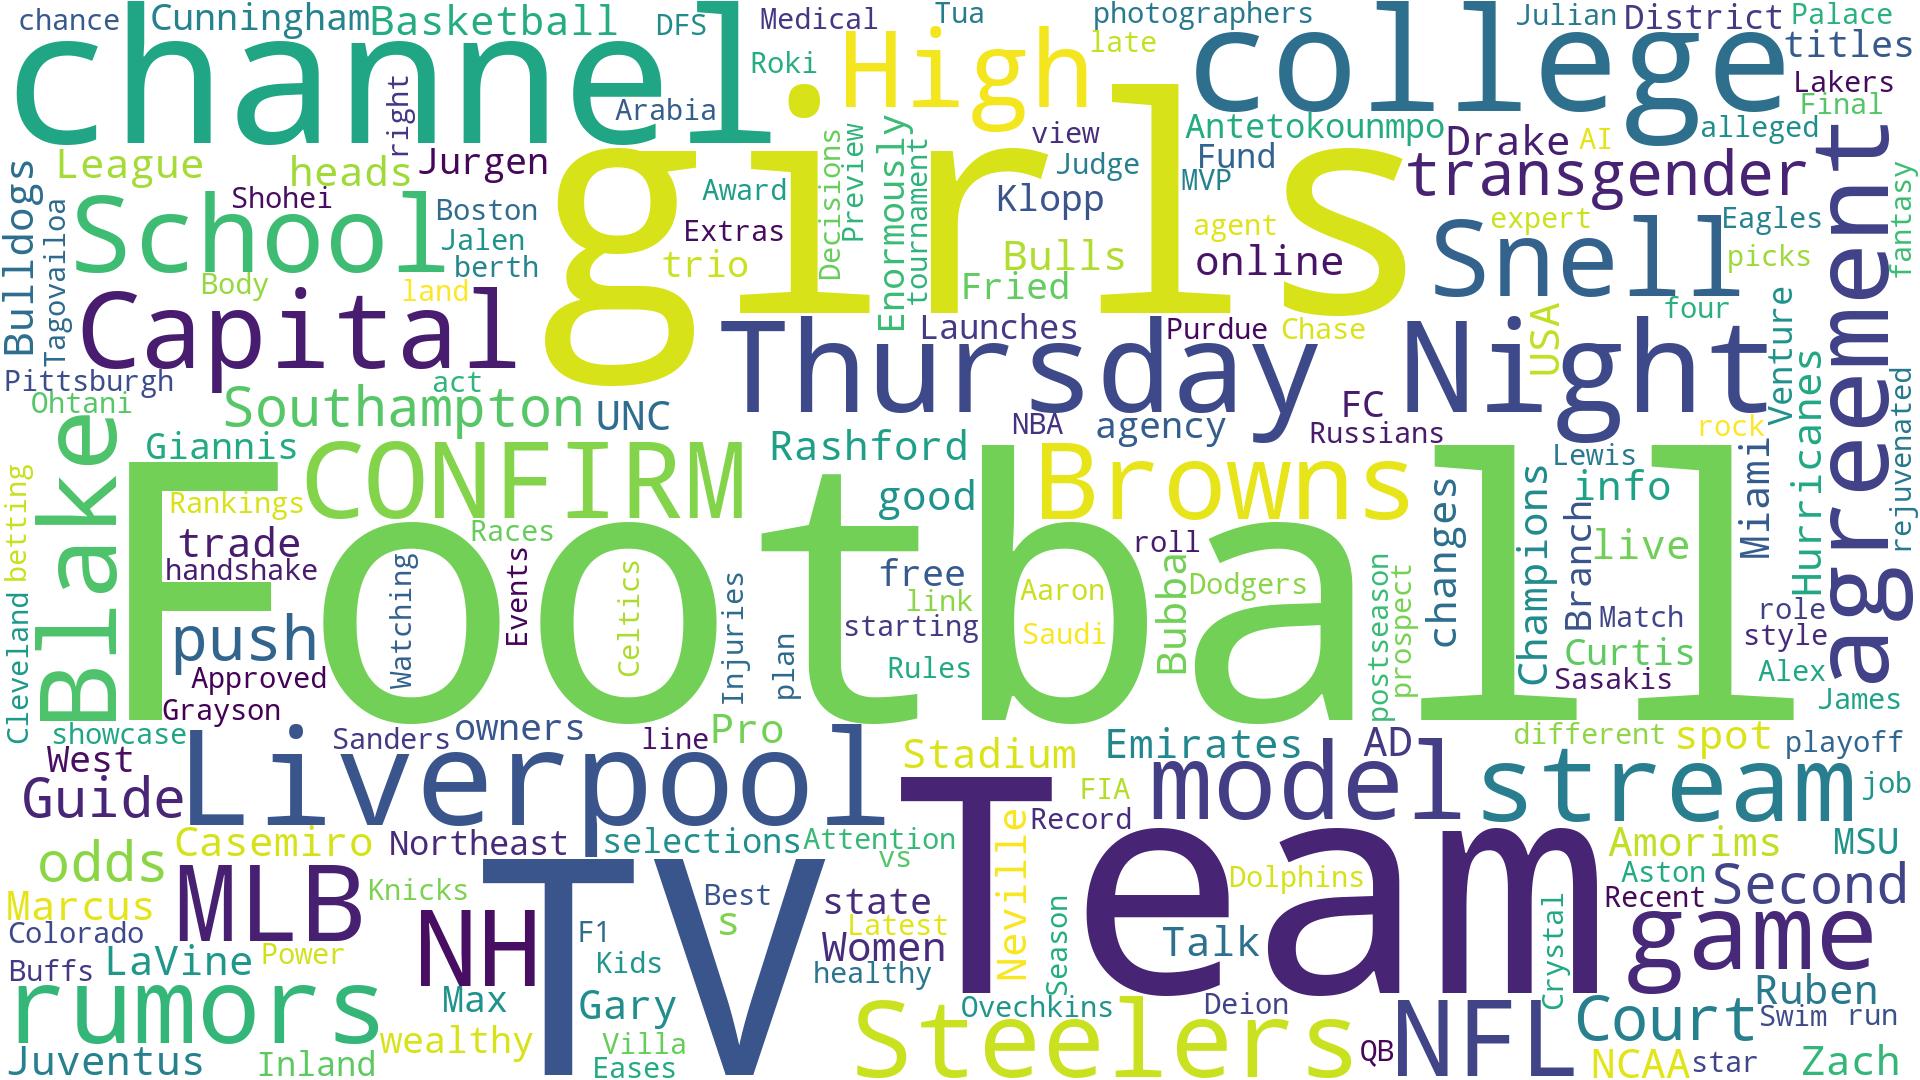 chance
Cunningham
Basketball
DFS
Medical
Tua
photographers
Julian
District
Palace
channel
right
Arabia
Roki
High
late
college
titles
Lakers
Final
League
heads
Jurgen
girls
Award
Decisions
Preview
Enormously
tournament
view
Judge
Klopp
MVP
Antetokounmpo
Fund
Drake
AI
alleged
transgender
agreement
Bulldogs
Tagovailoa
School
Shohei
Boston
Jalen
berth
Extras
trio
Bulls
Fried
agent
online
expert
Snell
Eagles
picks
fantasy
Body
land
Capital
Launches
Purdue
Chase
four
USA
Venture
Thursday Night
Pittsburgh
Ohtani
act
Southampton
UNC
NBA
agency
FC
Russians
rock
Hurricanes
rejuvenated
Blake
Giannis
CONFIRM
Rashford
good
Browns
Lewis
info
Miami
betting
Rankings
Races
trade
handshake
Football
Watching
Events
Celtics
Injuries
plan
free
link
starting
Rules
Aaron
Saudi
roll
Bubba
Dodgers
postseason
prospect
changes
Champions
Branch
live
Match
Curtis
Sasakis
role
style
Alex
James
push
Approved
Grayson
Cleveland
showcase
West
Guide
Liverpool
Sanders
owners
line
Pro
Stadium
Emirates
AD
different
spot
playoff
model
stream
job
FIA
Record
odds
Casemiro
Northeast
selections
Attention
vs
Neville
Team
Amorims
MSU
Marcus
MLB
Knicks
TV
Best
s
state
Latest
Dolphins
Aston
Recent
Second
Colorado
Buffs
LaVine
Power
NH
F1
Kids
Women
healthy
Season
Talk
Crystal
game
rumors
Max
Gary
Ovechkins
Deion
Court
Ruben
Swim
run
Juventus
Inland
wealthy
Villa
Eases
Steelers
QB
NFL
NCAA
star
Zach